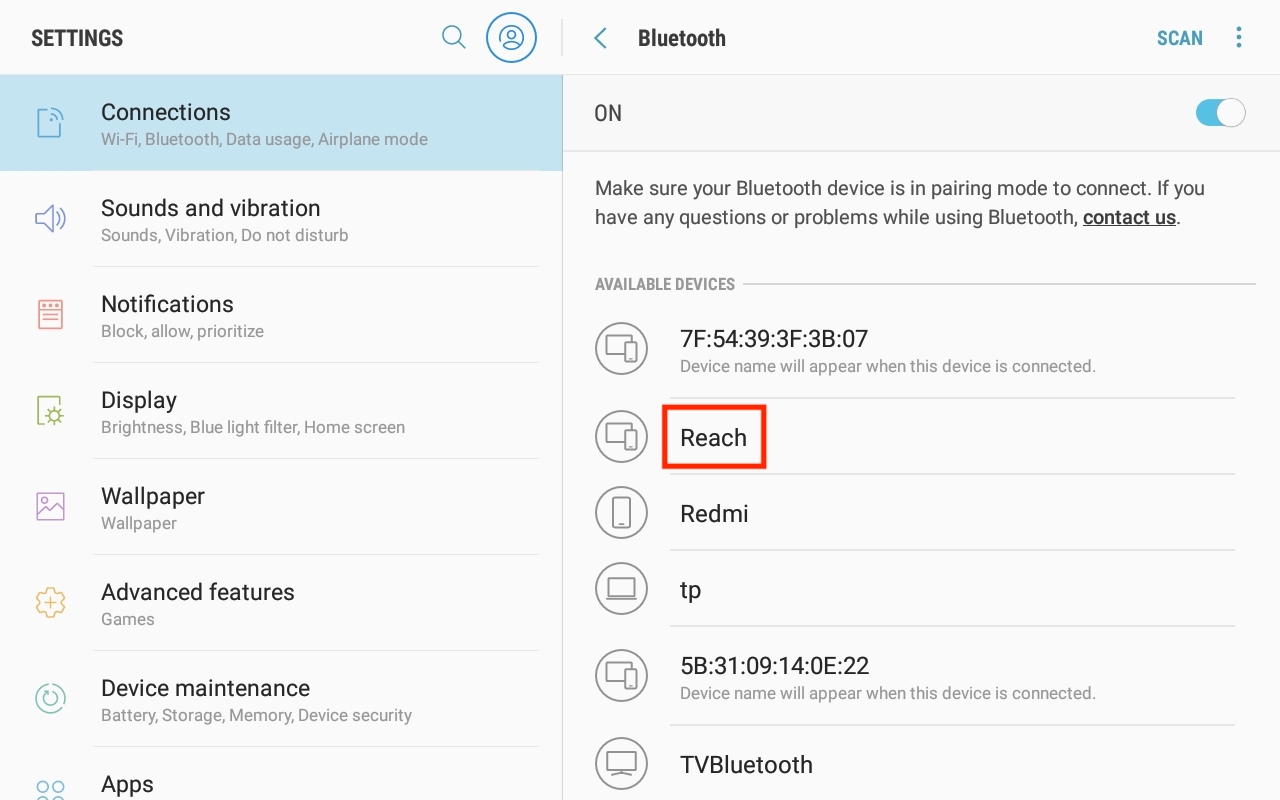 SETTINGS
Connections
Wi-Fi, Bluetooth, Data usage, Airplane mode
Sounds and vibration
Sounds, Vibration, Do not disturb
Notifications
Block, allow, prioritize
Display
Brightness, Blue light filter, Home screen
Wallpaper
Wallpaper
Advanced features
Games
Device maintenance
Battery, Storage, Memory, Device security
Apps
Bluetooth
SCAN
ON
Make sure your Bluetooth device is in pairing mode to connect. If you
have any questions or problems while using Bluetooth, contact us.
AVAILABLE DEVICES
7F:54:39:3F:3B:07
Device name will appear when this device is connected.
Reach
Redmi
tp
5B:31:09:14:0E:22
Device name will appear when this device is connected.
TVBluetooth